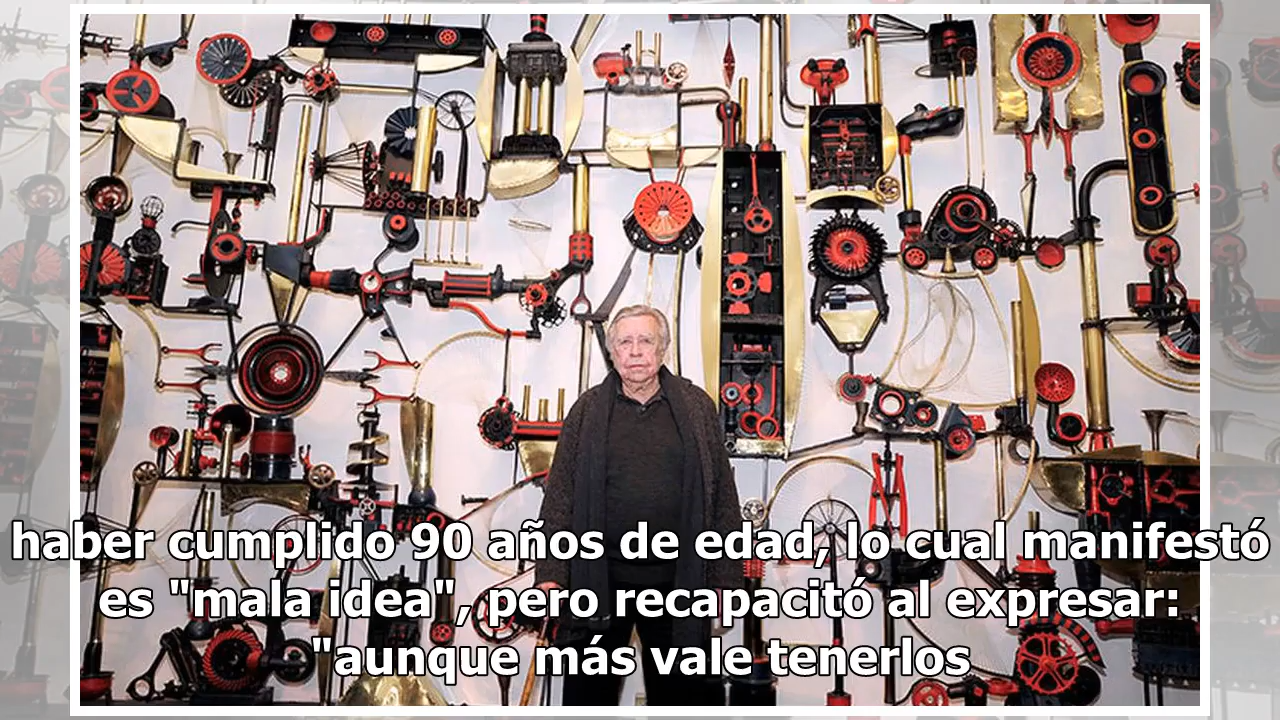 haber cumplido 90 años de edad, lo cual manifestó
es "mala idea", pero recapacitó al expresar:
"aunque más vale tenerlos